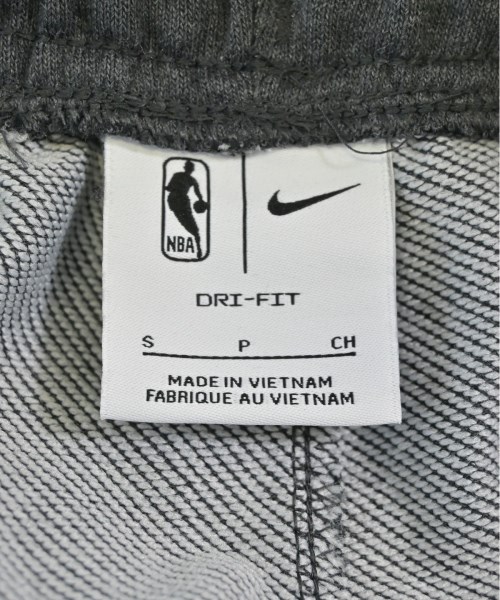 NBA
DRI-FIT
S P CH
MADE IN VIETNAM
FABRIQUE AU VIETNAM